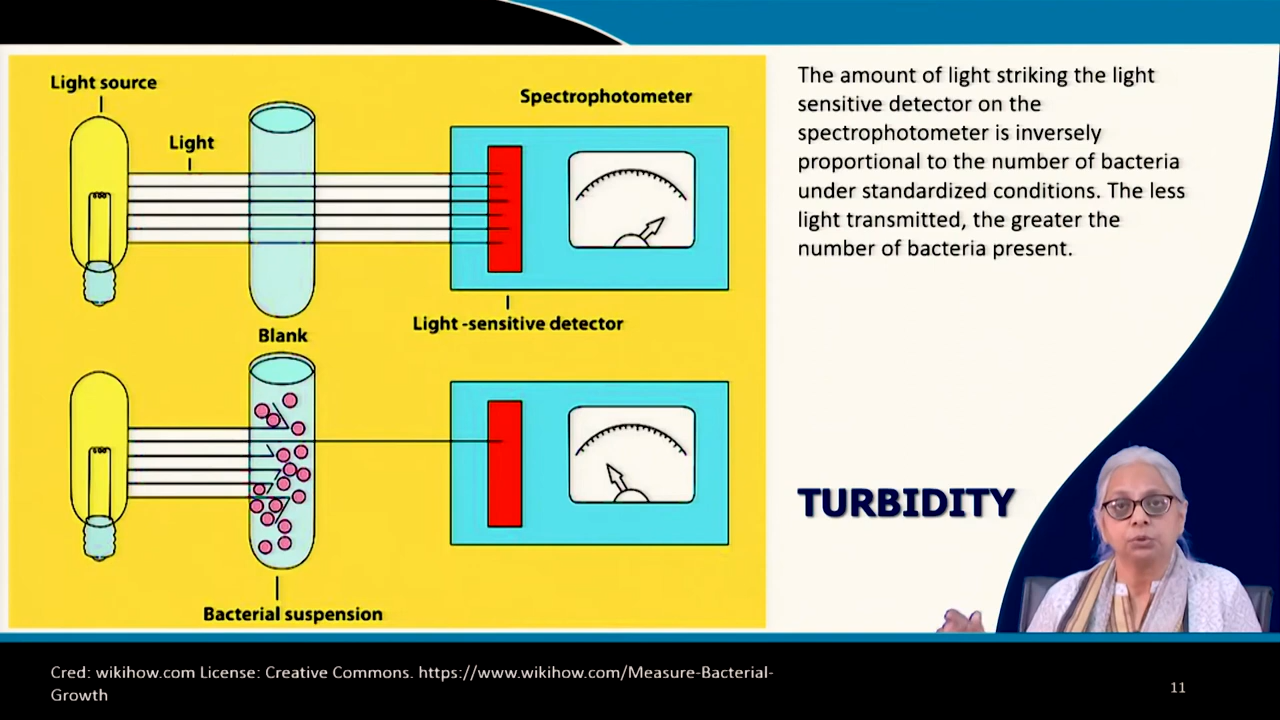 Light source
Light
Spectrophotometer
Blank
Light -sensitive detector
Bacterial suspension
The amount of light striking the light
sensitive detector on the
spectrophotometer is inversely
proportional to the number of bacteria
under standardized conditions. The less
light transmitted, the greater the
number of bacteria present.
TURBIDITY
Cred: wikihow.com License: Creative Commons. https://www.wikihow.com/Measure-Bacterial-
Growth
11